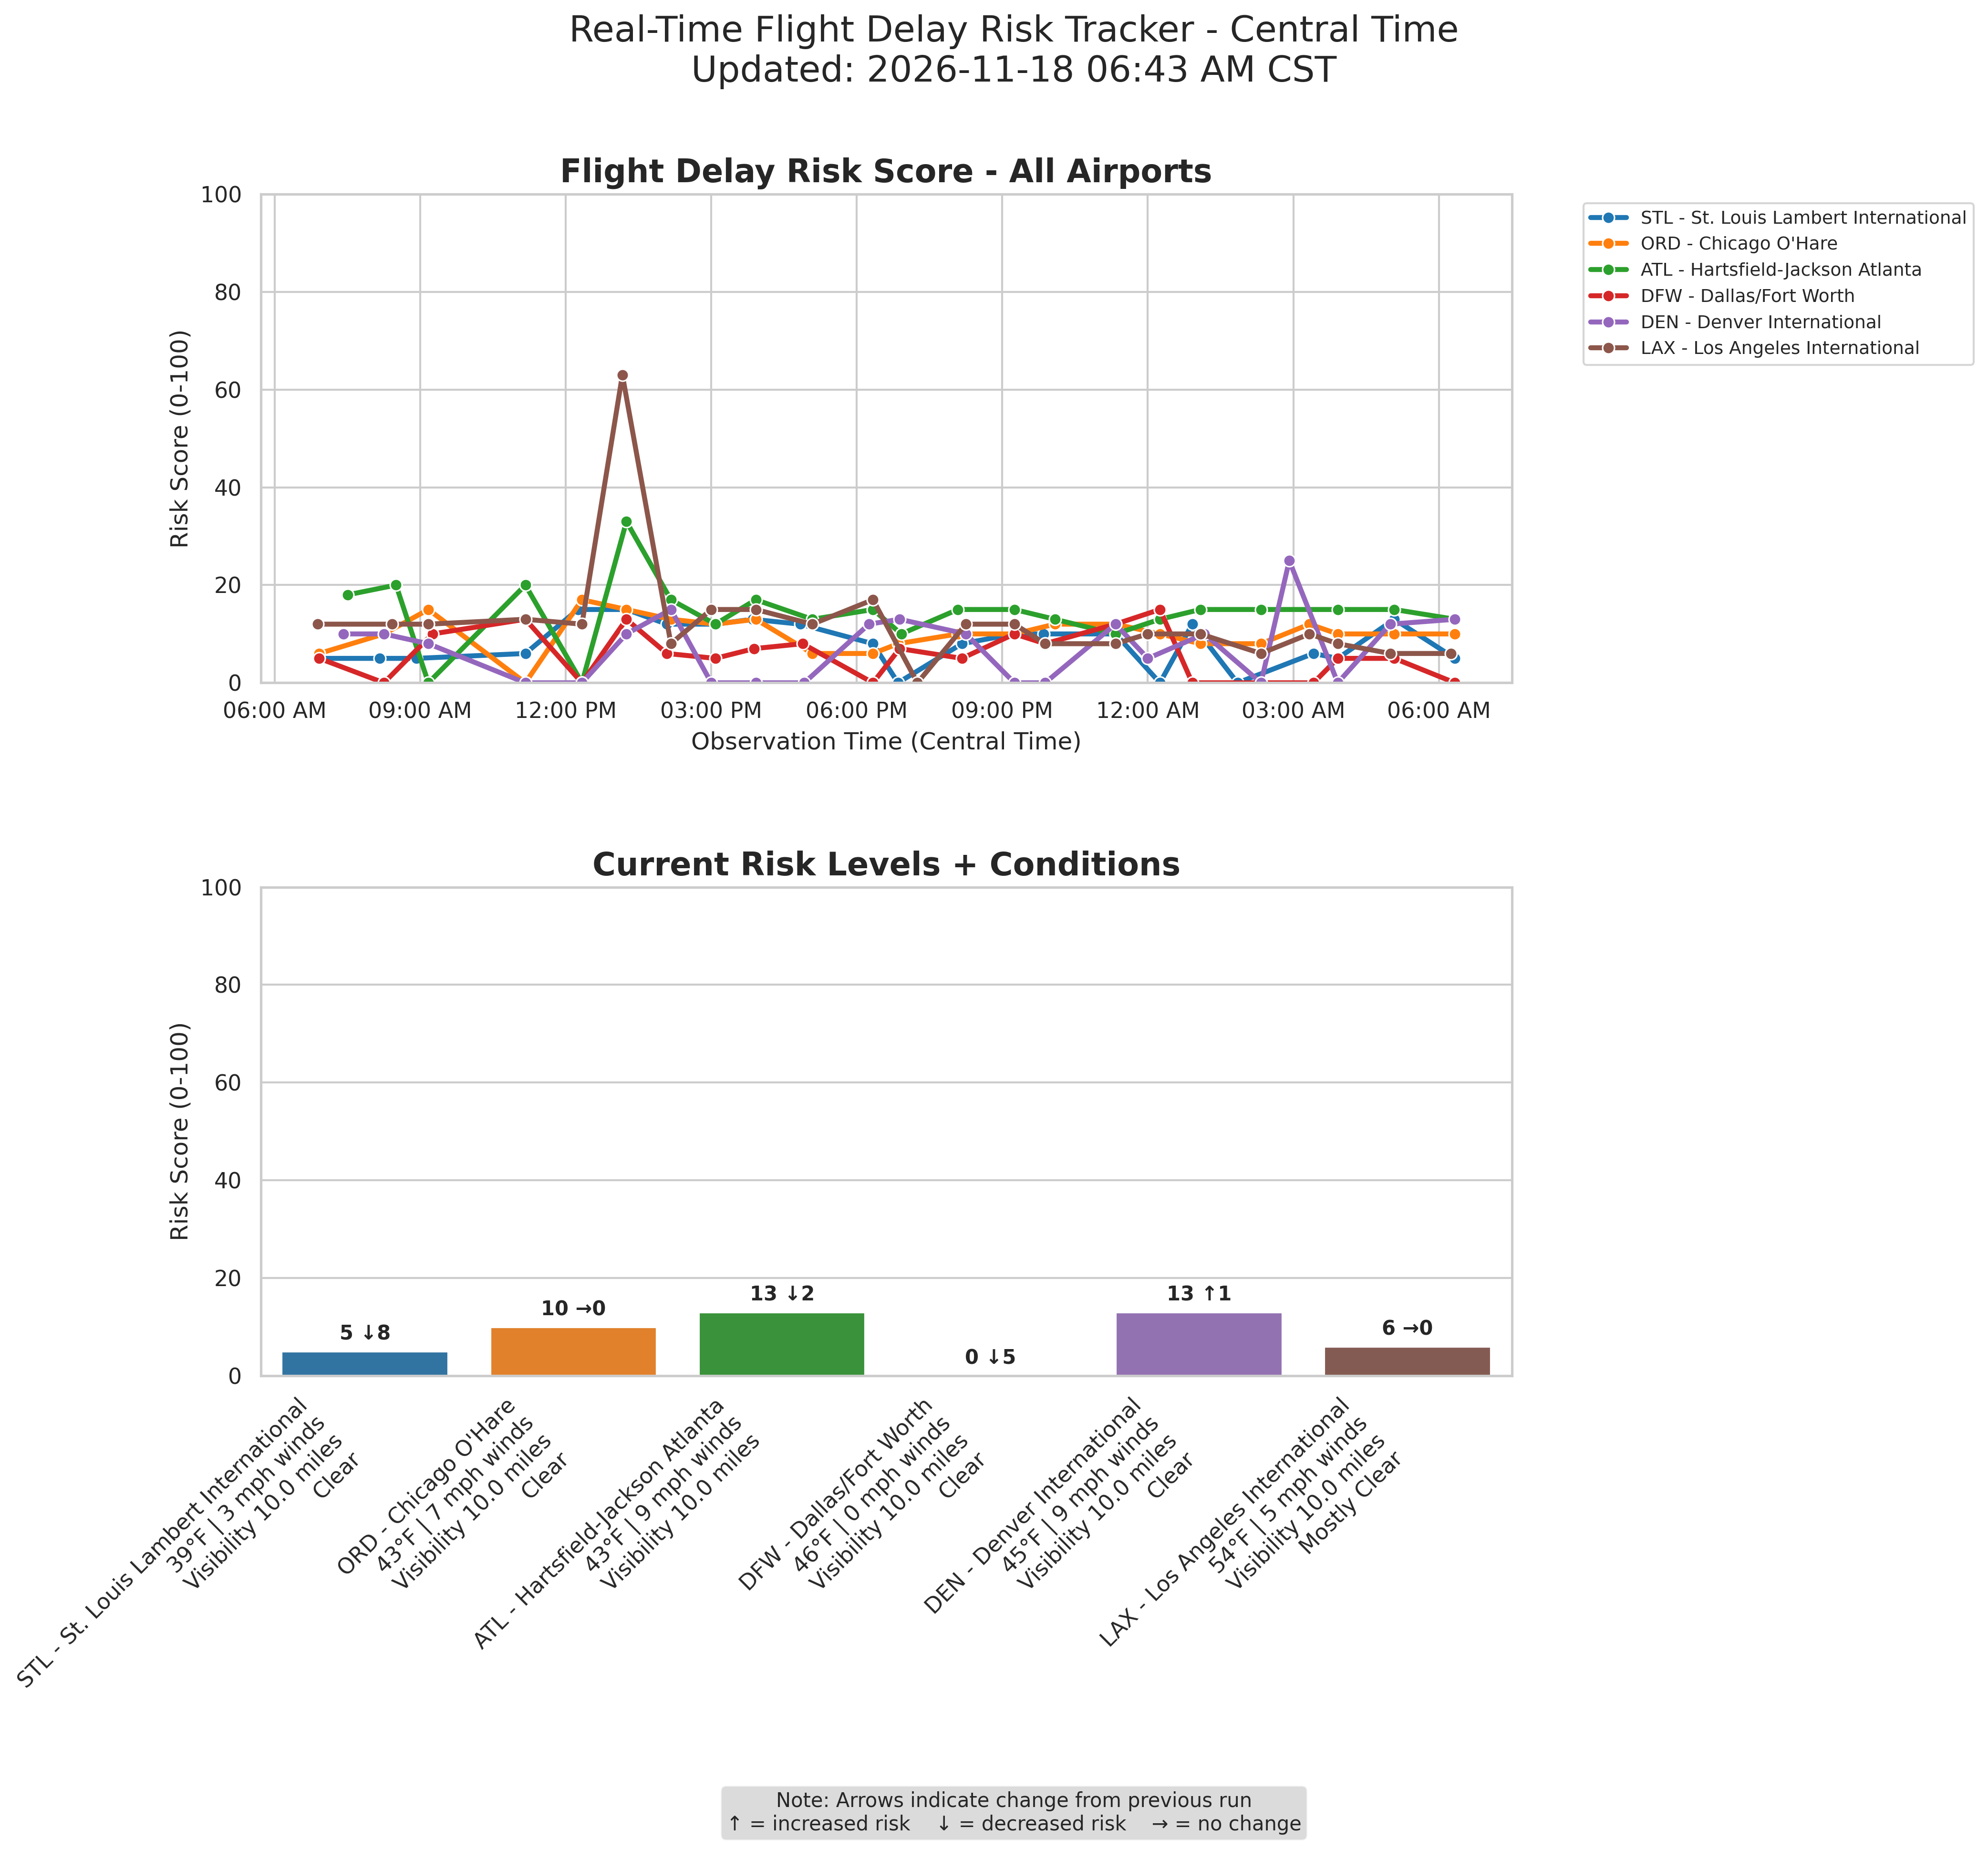 Real-Time Flight Delay Risk Tracker - Central Time
Updated: 2026-11-18 06:43 AM CST
Flight Delay Risk Score - All Airports
Risk Score (0-100)
100
80
60
40
20
0
06:00 AM
09:00 AM
12:00 PM
03:00 PM
06:00 PM
09:00 PM
12:00 AM
03:00 AM
06:00 AM
Observation Time (Central Time)
STL - St. Louis Lambert International
ORD - Chicago O'Hare
ATL - Hartsfield-Jackson Atlanta
DFW - Dallas/Fort Worth
DEN - Denver International
LAX - Los Angeles International
Current Risk Levels + Conditions
Risk Score (0-100)
100
80
60
40
20
0
5 ↓8
10 →0
13 ↓2
0 ↓5
13 ↑1
6 →0
STL - St. Louis Lambert International
39°F | 3 mph winds
Visibility 10.0 miles
Clear
ORD - Chicago O'Hare
43°F | 7 mph winds
Visibility 10.0 miles
Clear
ATL - Hartsfield-Jackson Atlanta
43°F | 9 mph winds
Visibility 10.0 miles
DFW - Dallas/Fort Worth
46°F | 0 mph winds
Visibility 10.0 miles
Clear
DEN - Denver International
45°F | 9 mph winds
Visibility 10.0 miles
Clear
LAX - Los Angeles International
54°F | 5 mph winds
Visibility 10.0 miles
Mostly Clear
Note: Arrows indicate change from previous run
↑ = increased risk ↓ = decreased risk → = no change